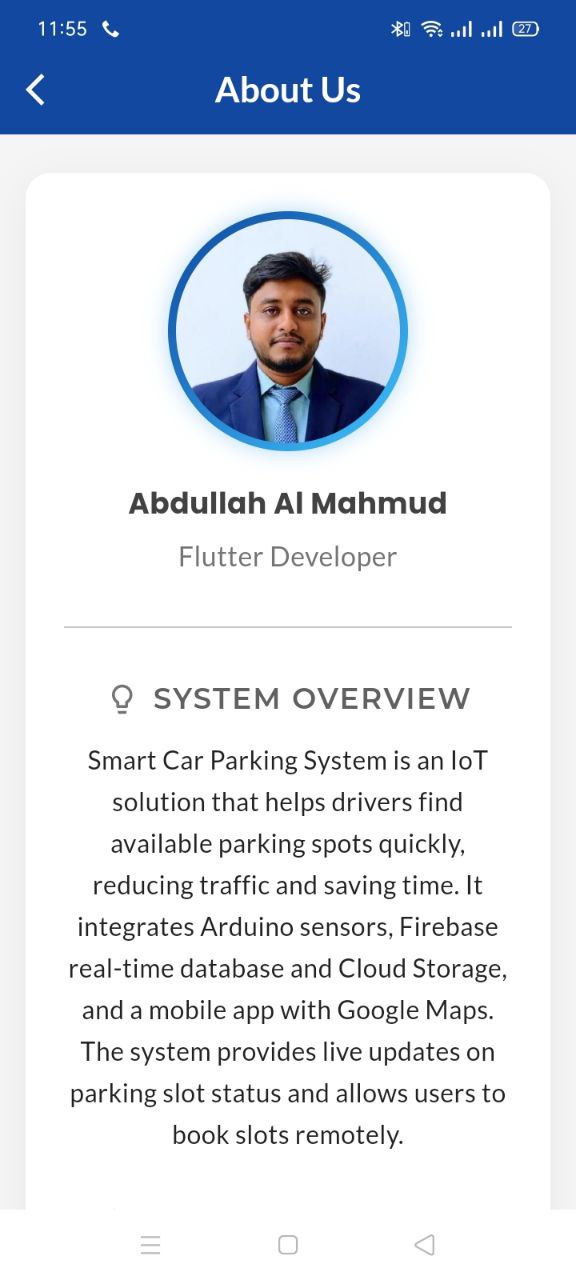 11:55
27
About Us
Abdullah Al Mahmud
Flutter Developer
SYSTEM OVERVIEW
Smart Car Parking System is an IoT
solution that helps drivers find
available parking spots quickly,
reducing traffic and saving time. It
integrates Arduino sensors, Firebase
real-time database and Cloud Storage,
and a mobile app with Google Maps.
The system provides live updates on
parking slot status and allows users to
book slots remotely.